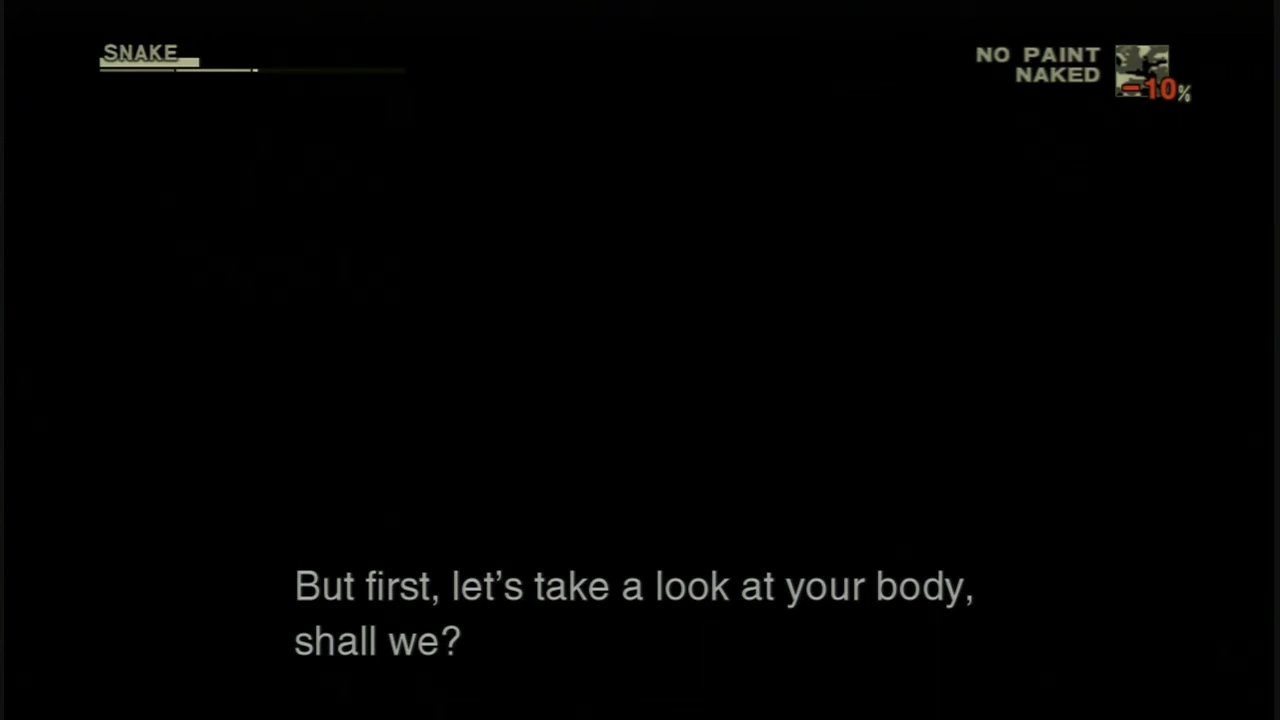 SNAKE
NO PAINT
NAKED
-10%
But first, let’s take a look at your body,
shall we?